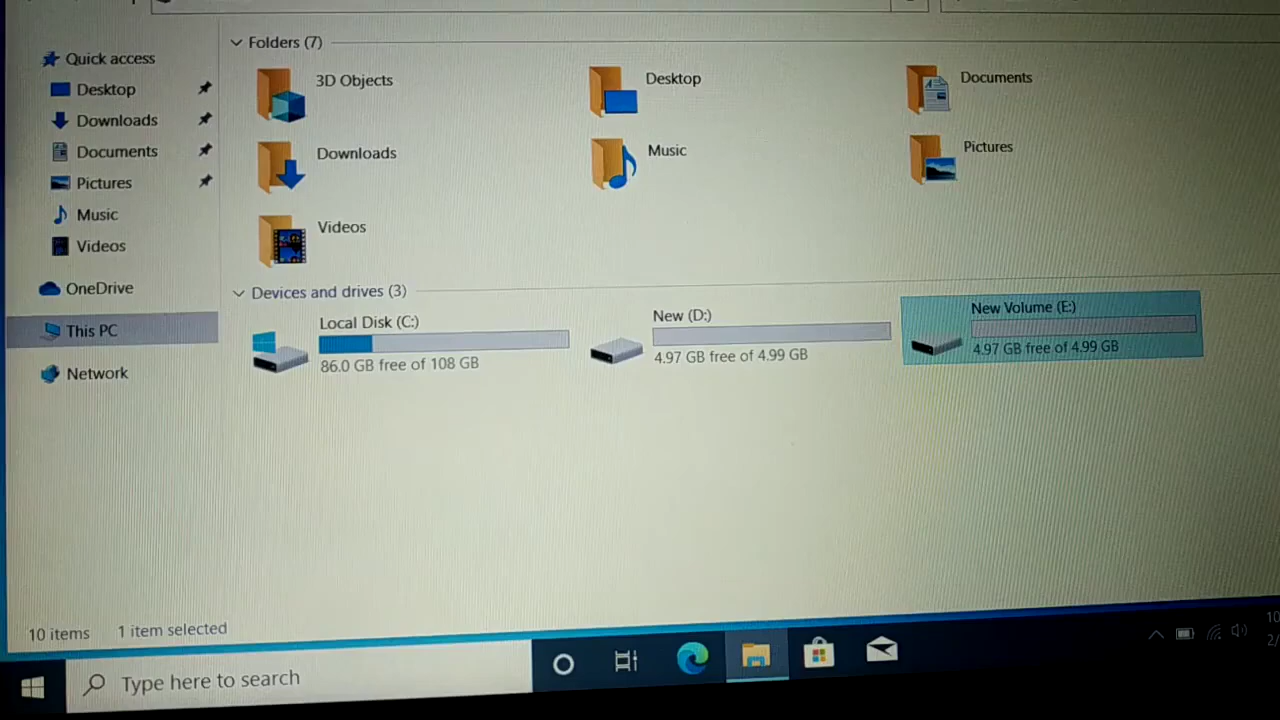 Quick access
Desktop
Downloads
Documents
Pictures
Music
Videos
OneDrive
This PC
Network
Folders (7)
3D Objects
Desktop
Documents
Downloads
Music
Pictures
Videos
Devices and drives (3)
Local Disk (C:)
86.0 GB free of 108 GB
New (D:)
4.97 GB free of 4.99 GB
New Volume (E:)
4.97 GB free of 4.99 GB
10 items 1 item selected
Type here to search